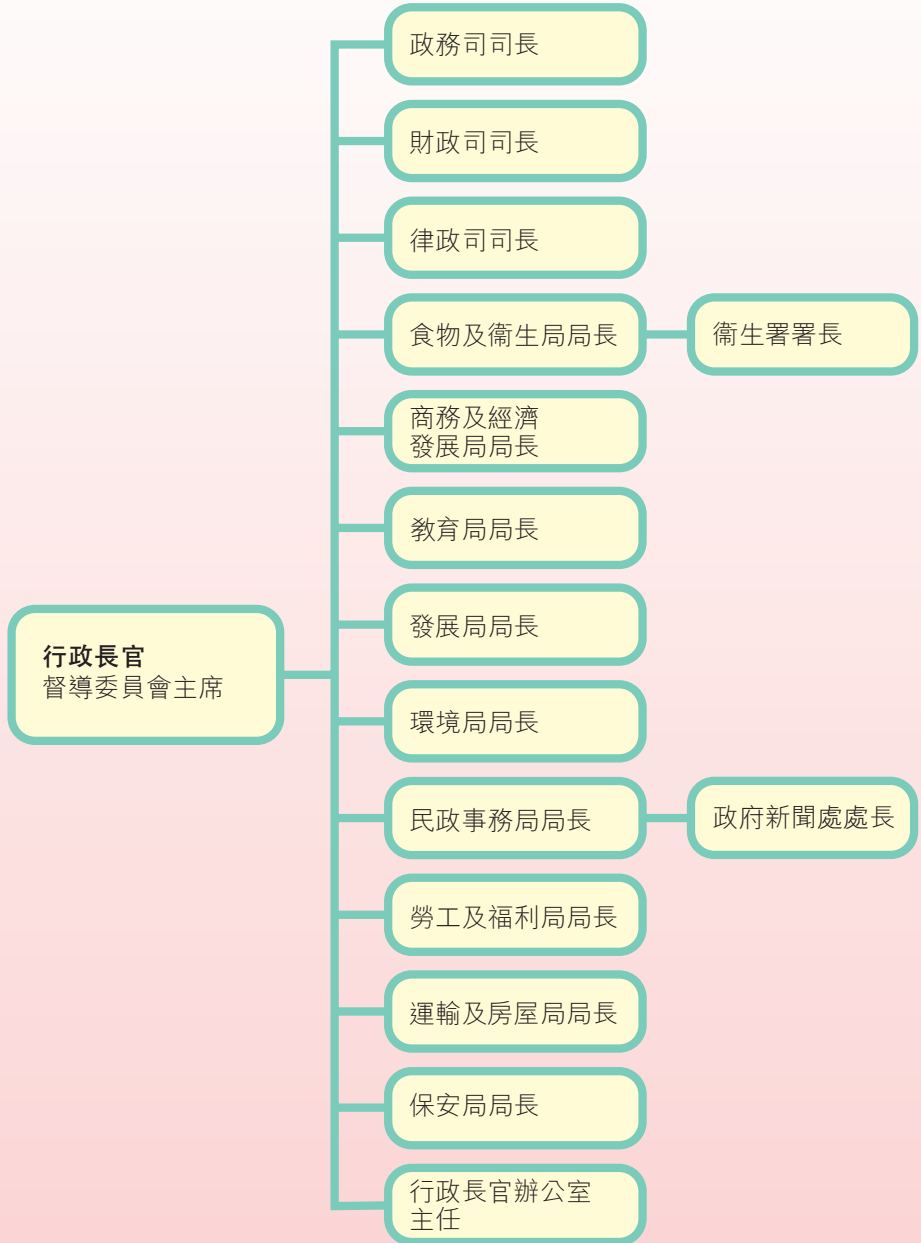 政務司司長
財政司司長
律政司司長
食物及衞生局局長
衞生署署長
商務及經濟
發展局局長
教育局局長
發展局局長
行政長官
督導委員會主席
環境局局長
民政事務局局長
政府新聞處處長
勞工及福利局局長
運輸及房屋局局長
保安局局長
行政長官辦公室
主任